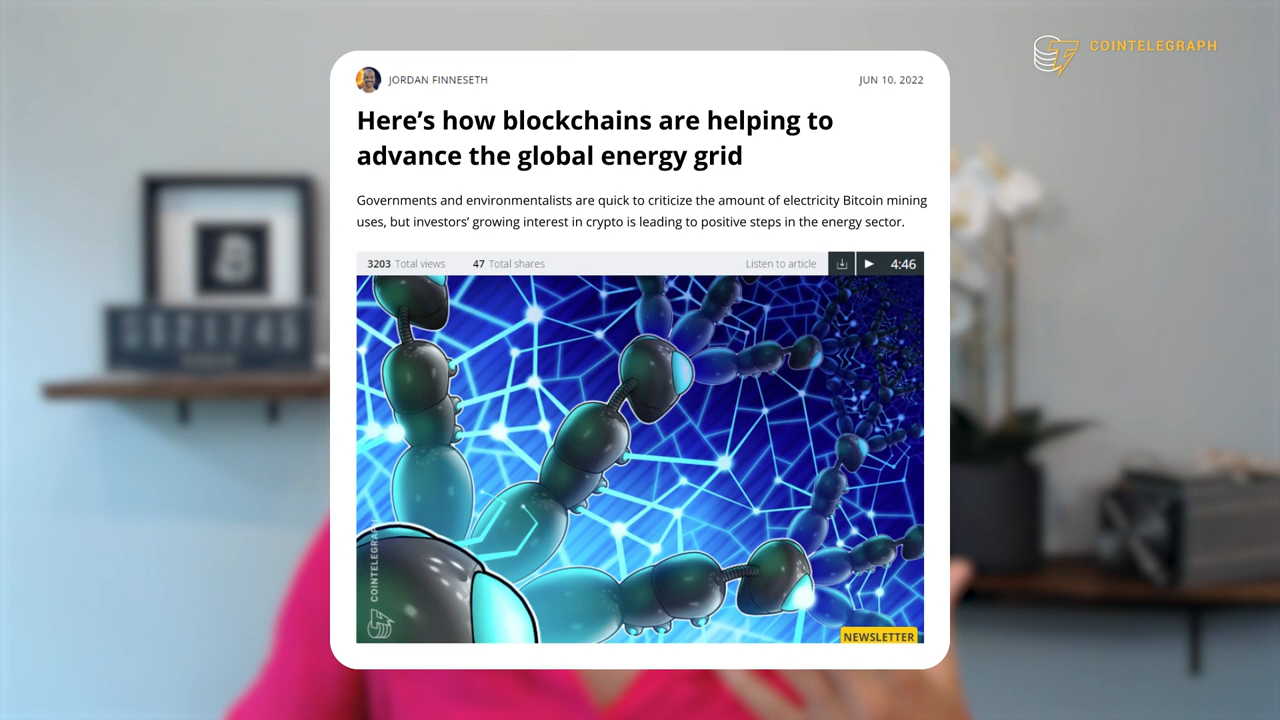 COINTELEGRAPH
JORDAN FINNESETH
JUN 10, 2022
Here’s how blockchains are helping to
advance the global energy grid
Governments and environmentalists are quick to criticize the amount of electricity Bitcoin mining
uses, but investors’ growing interest in crypto is leading to positive steps in the energy sector.
3203 Total views
47 Total shares
Listen to article
4:46
COINTELEGRAPH
NEWSLETTER